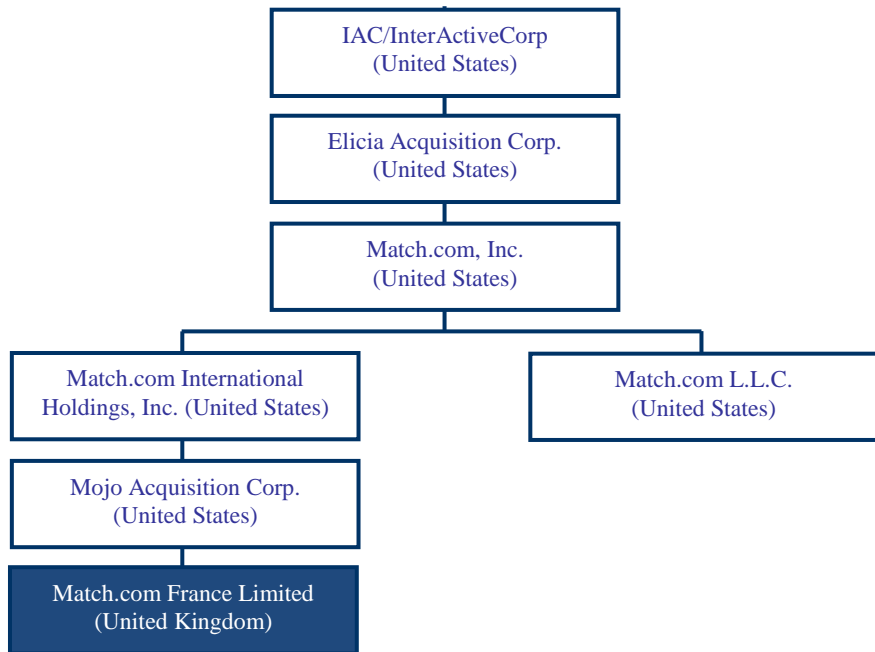 IAC/InterActiveCorp
(United States)
Elicia Acquisition Corp.
(United States)
Match.com, Inc.
(United States)
Match.com International
Holdings, Inc. (United States)
Match.com L.L.C.
(United States)
Mojo Acquisition Corp.
(United States)
Match.com France Limited
(United Kingdom)